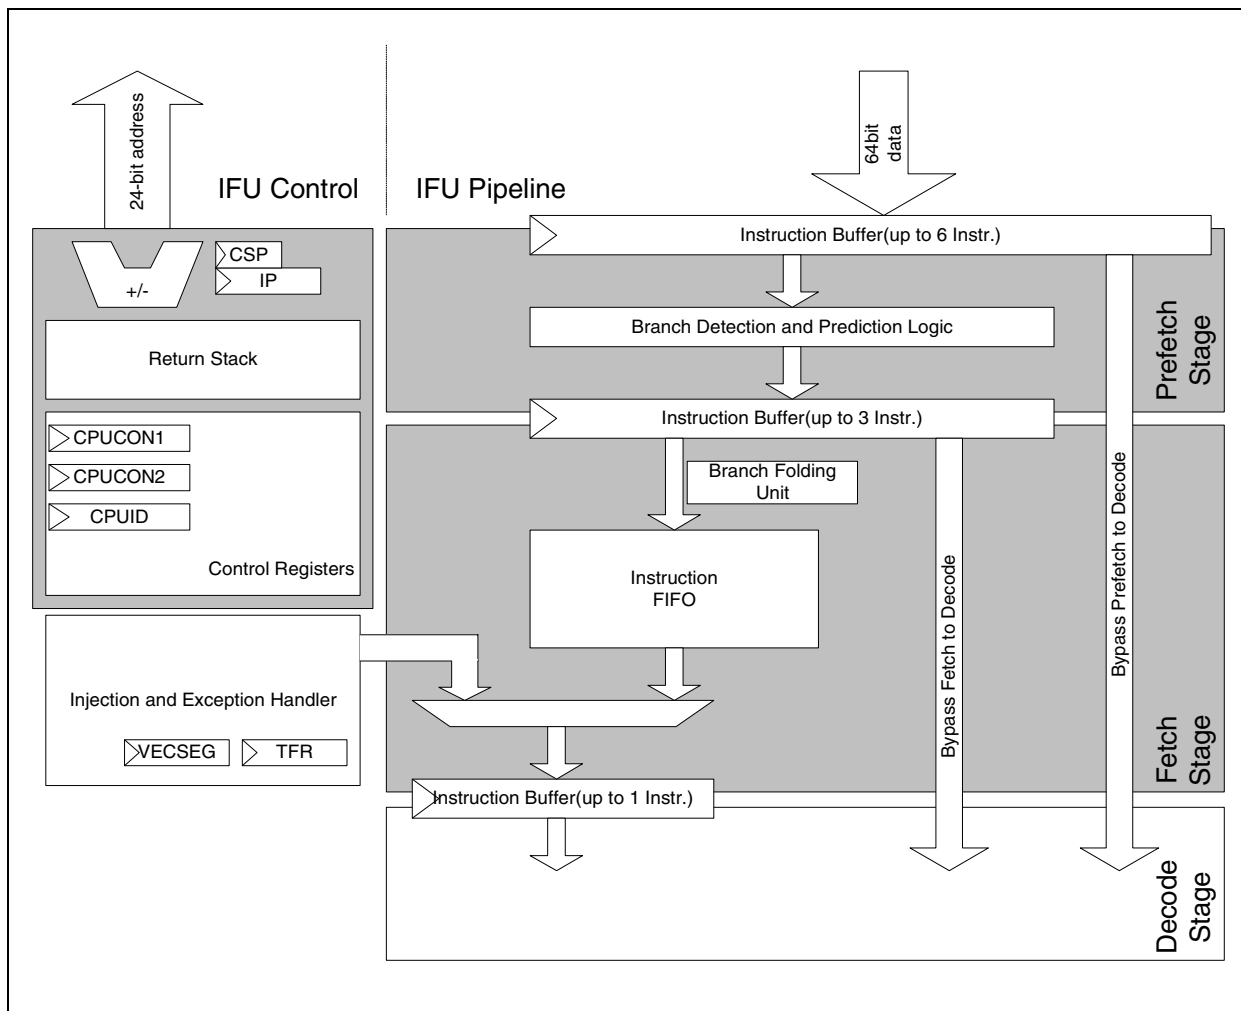 24-bit address
IFU Control
IFU Pipeline
64bit
data
CSP
IP
+/-
Return Stack
CPUCON1
CPUCON2
CPUID
Control Registers
Injection and Exception Handler
VECSEG
TFR
Instruction Buffer(up to 6 Instr.)
Branch Detection and Prediction Logic
Prefetch
Stage
Instruction Buffer(up to 3 Instr.)
Branch Folding
Unit
Instruction
FIFO
Bypass Fetch to Decode
Bypass Prefetch to Decode
Fetch
Stage
Instruction Buffer(up to 1 Instr.)
Decode
Stage